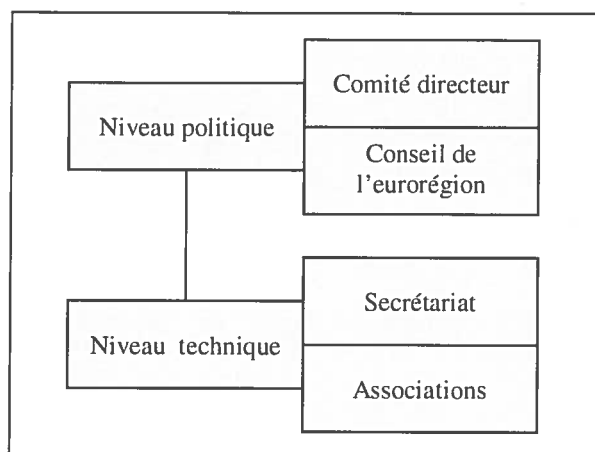 Comité directeur
Niveau politique
Conseil de
l'eurorégion
Secrétariat
Niveau technique
Associations